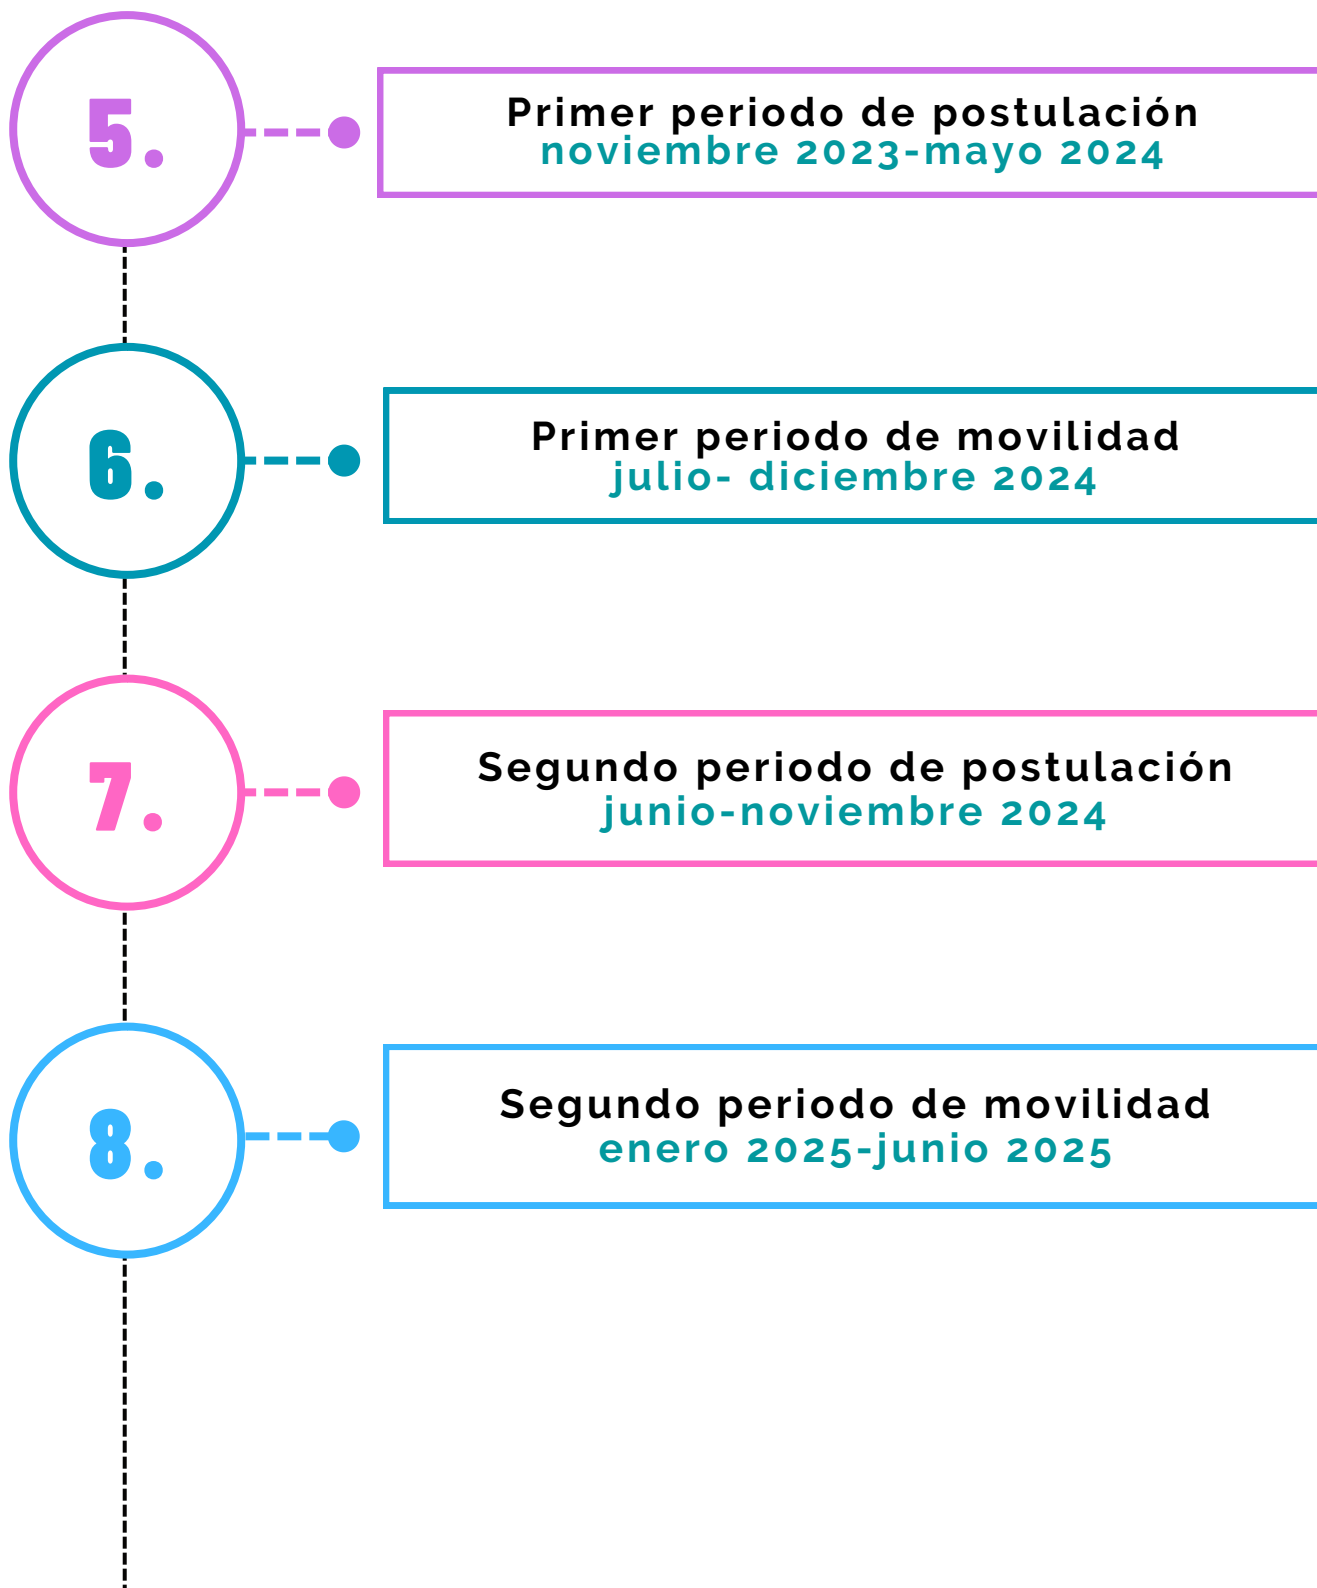 5.
Primer periodo de postulación
noviembre 2023-mayo 2024
6.
Primer periodo de movilidad
julio- diciembre 2024
7.
Segundo periodo de postulación
junio-noviembre 2024
8.
Segundo periodo de movilidad
enero 2025-junio 2025